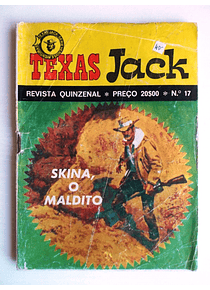 TEXAS Jack
REVISTA QUINZENAL * PREÇO 20$00 * N.º 17
SKINA,
O
MALDITO